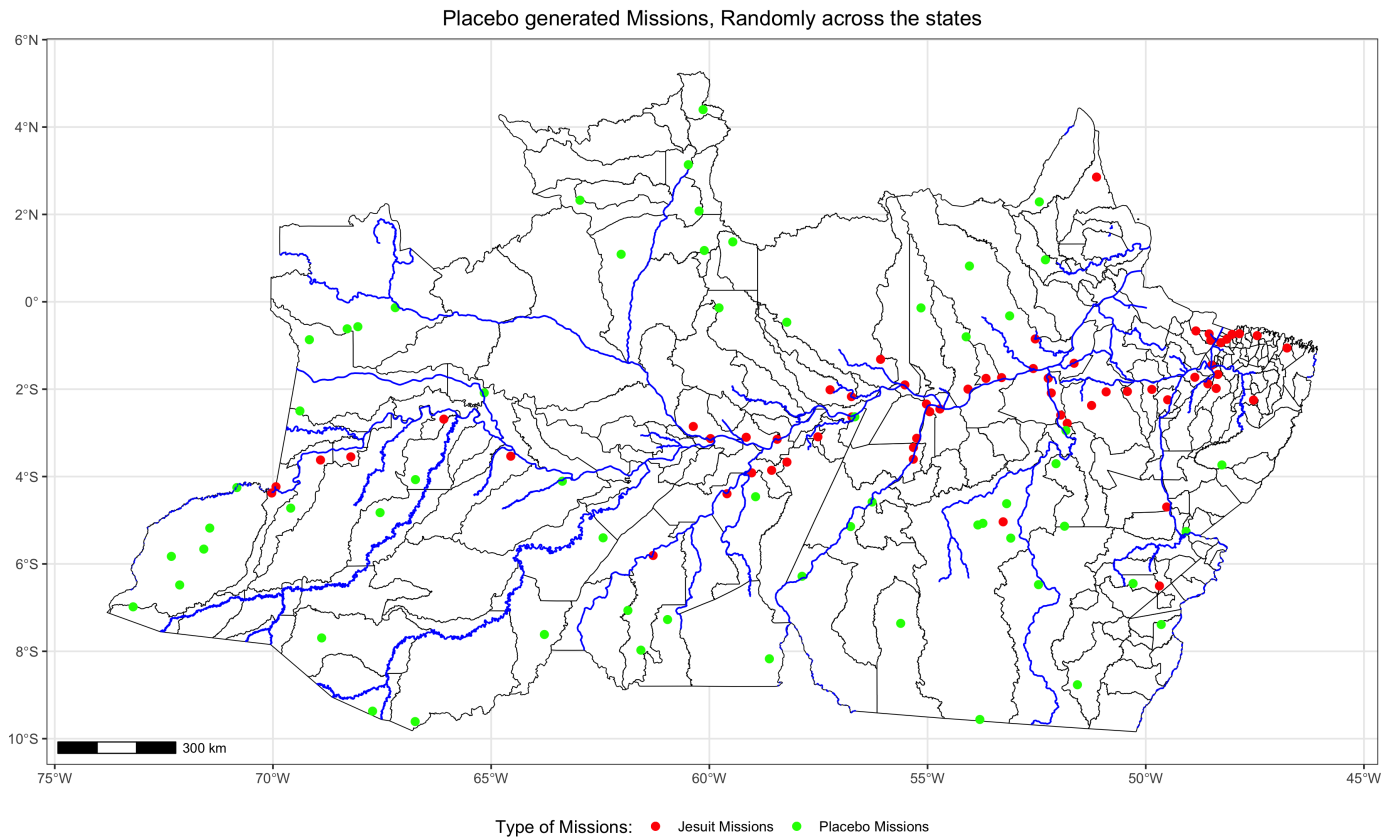 Placebo generated Missions, Randomly across the states
6°N
4°N
2°N
0°
2°S
4°S
6°S
8°S
10°S
300 km
75°W 70°W 65°W 60°W 55°W 50°W 45°W
Type of Missions: Jesuit Missions Placebo Missions